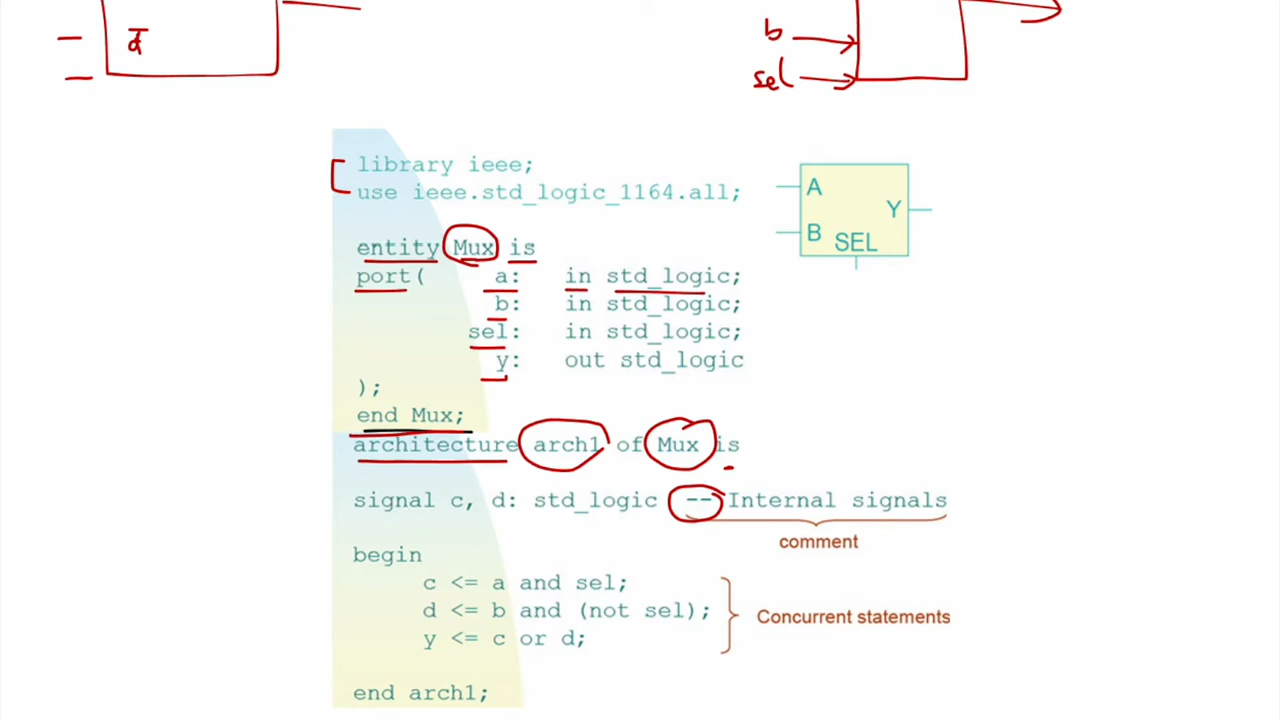 d
b
sel
library ieee;
use ieee.std_logic_1164.all;
entity Mux is
port( a: in std_logic;
b: in std_logic;
sel: in std_logic;
y: out std_logic
);
end Mux;
architecture arch1 of Mux is
signal c, d: std_logic -- Internal signals
comment
begin
c <= a and sel;
d <= b and (not sel);
y <= c or d;
Concurrent statements
end arch1;
A
B
Y
SEL